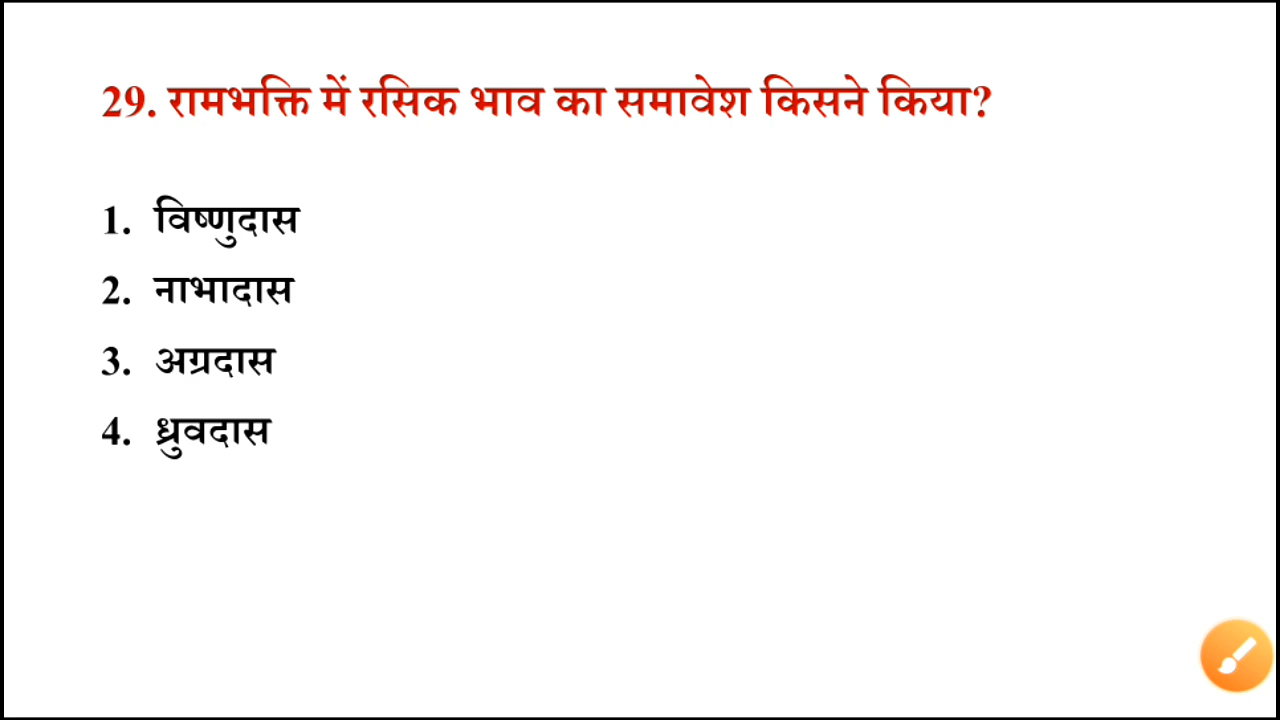 29. रामभक्ति में रसिक भाव का समावेश किसने किया?
1. विष्णुदास
2. नाभादास
3. अग्रदास
4. ध्रुवदास